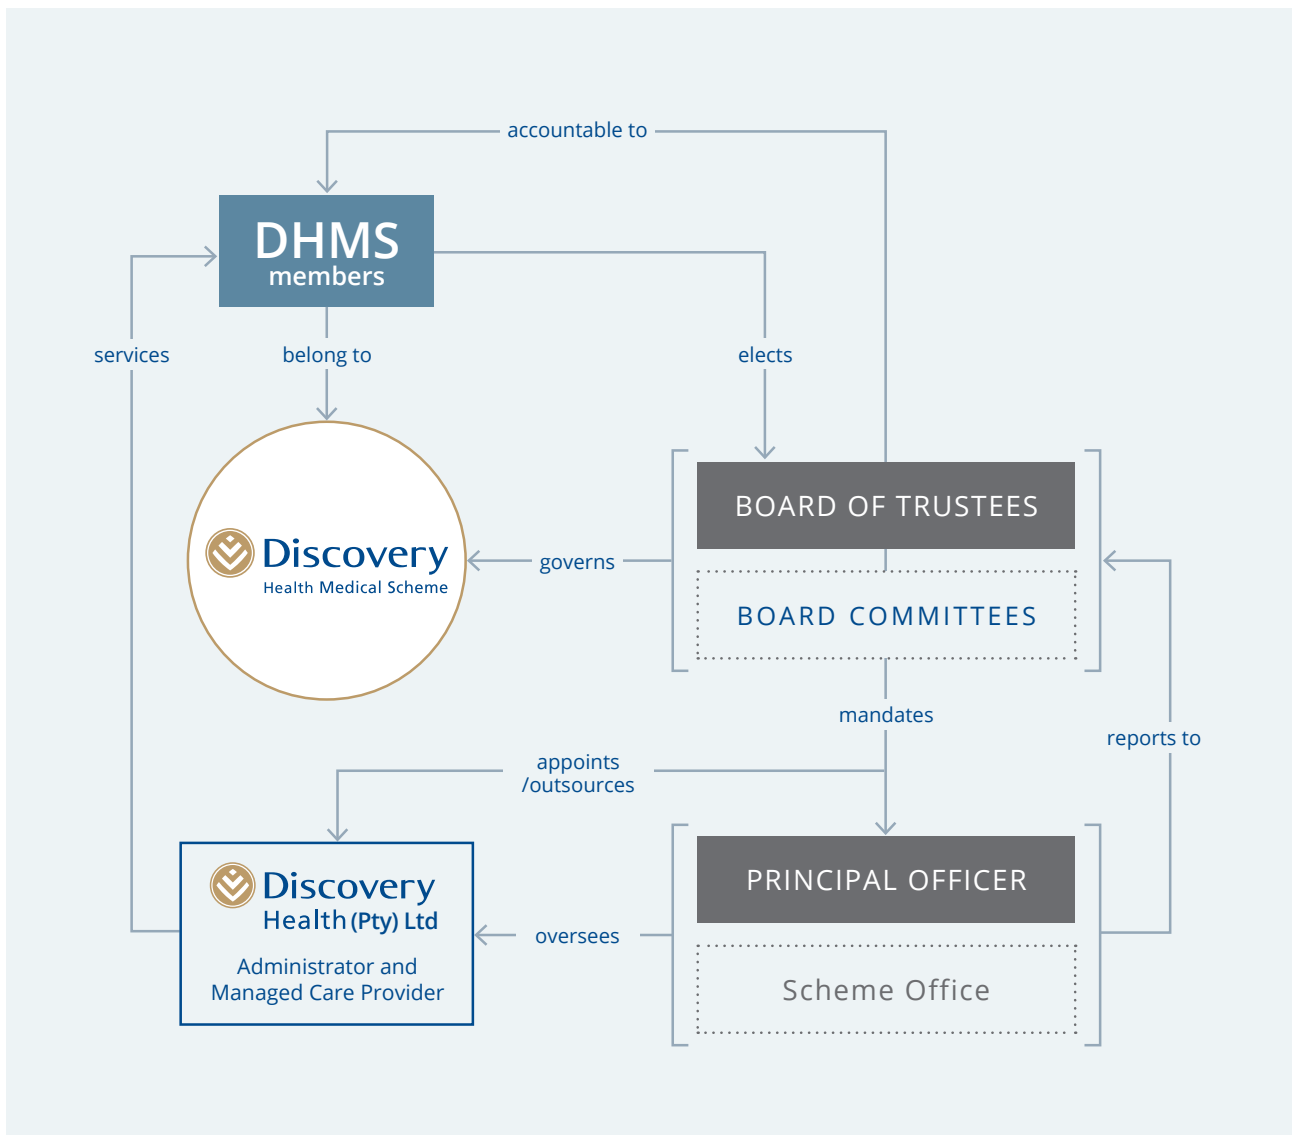 accountable to
DHMS
members
services
belong to
elects
BOARD OF TRUSTEES
Discovery
Health Medical Scheme
governs
BOARD COMMITTEES
mandates
reports to
appoints
/outsources
Discovery
Health (Pty) Ltd
Administrator and
Managed Care Provider
oversees
PRINCIPAL OFFICER
Scheme Office